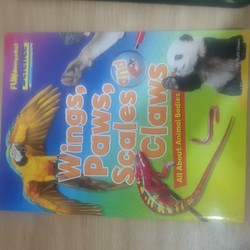 Wings,
Paws,
Scales and
Claws
All About Animal Bodies